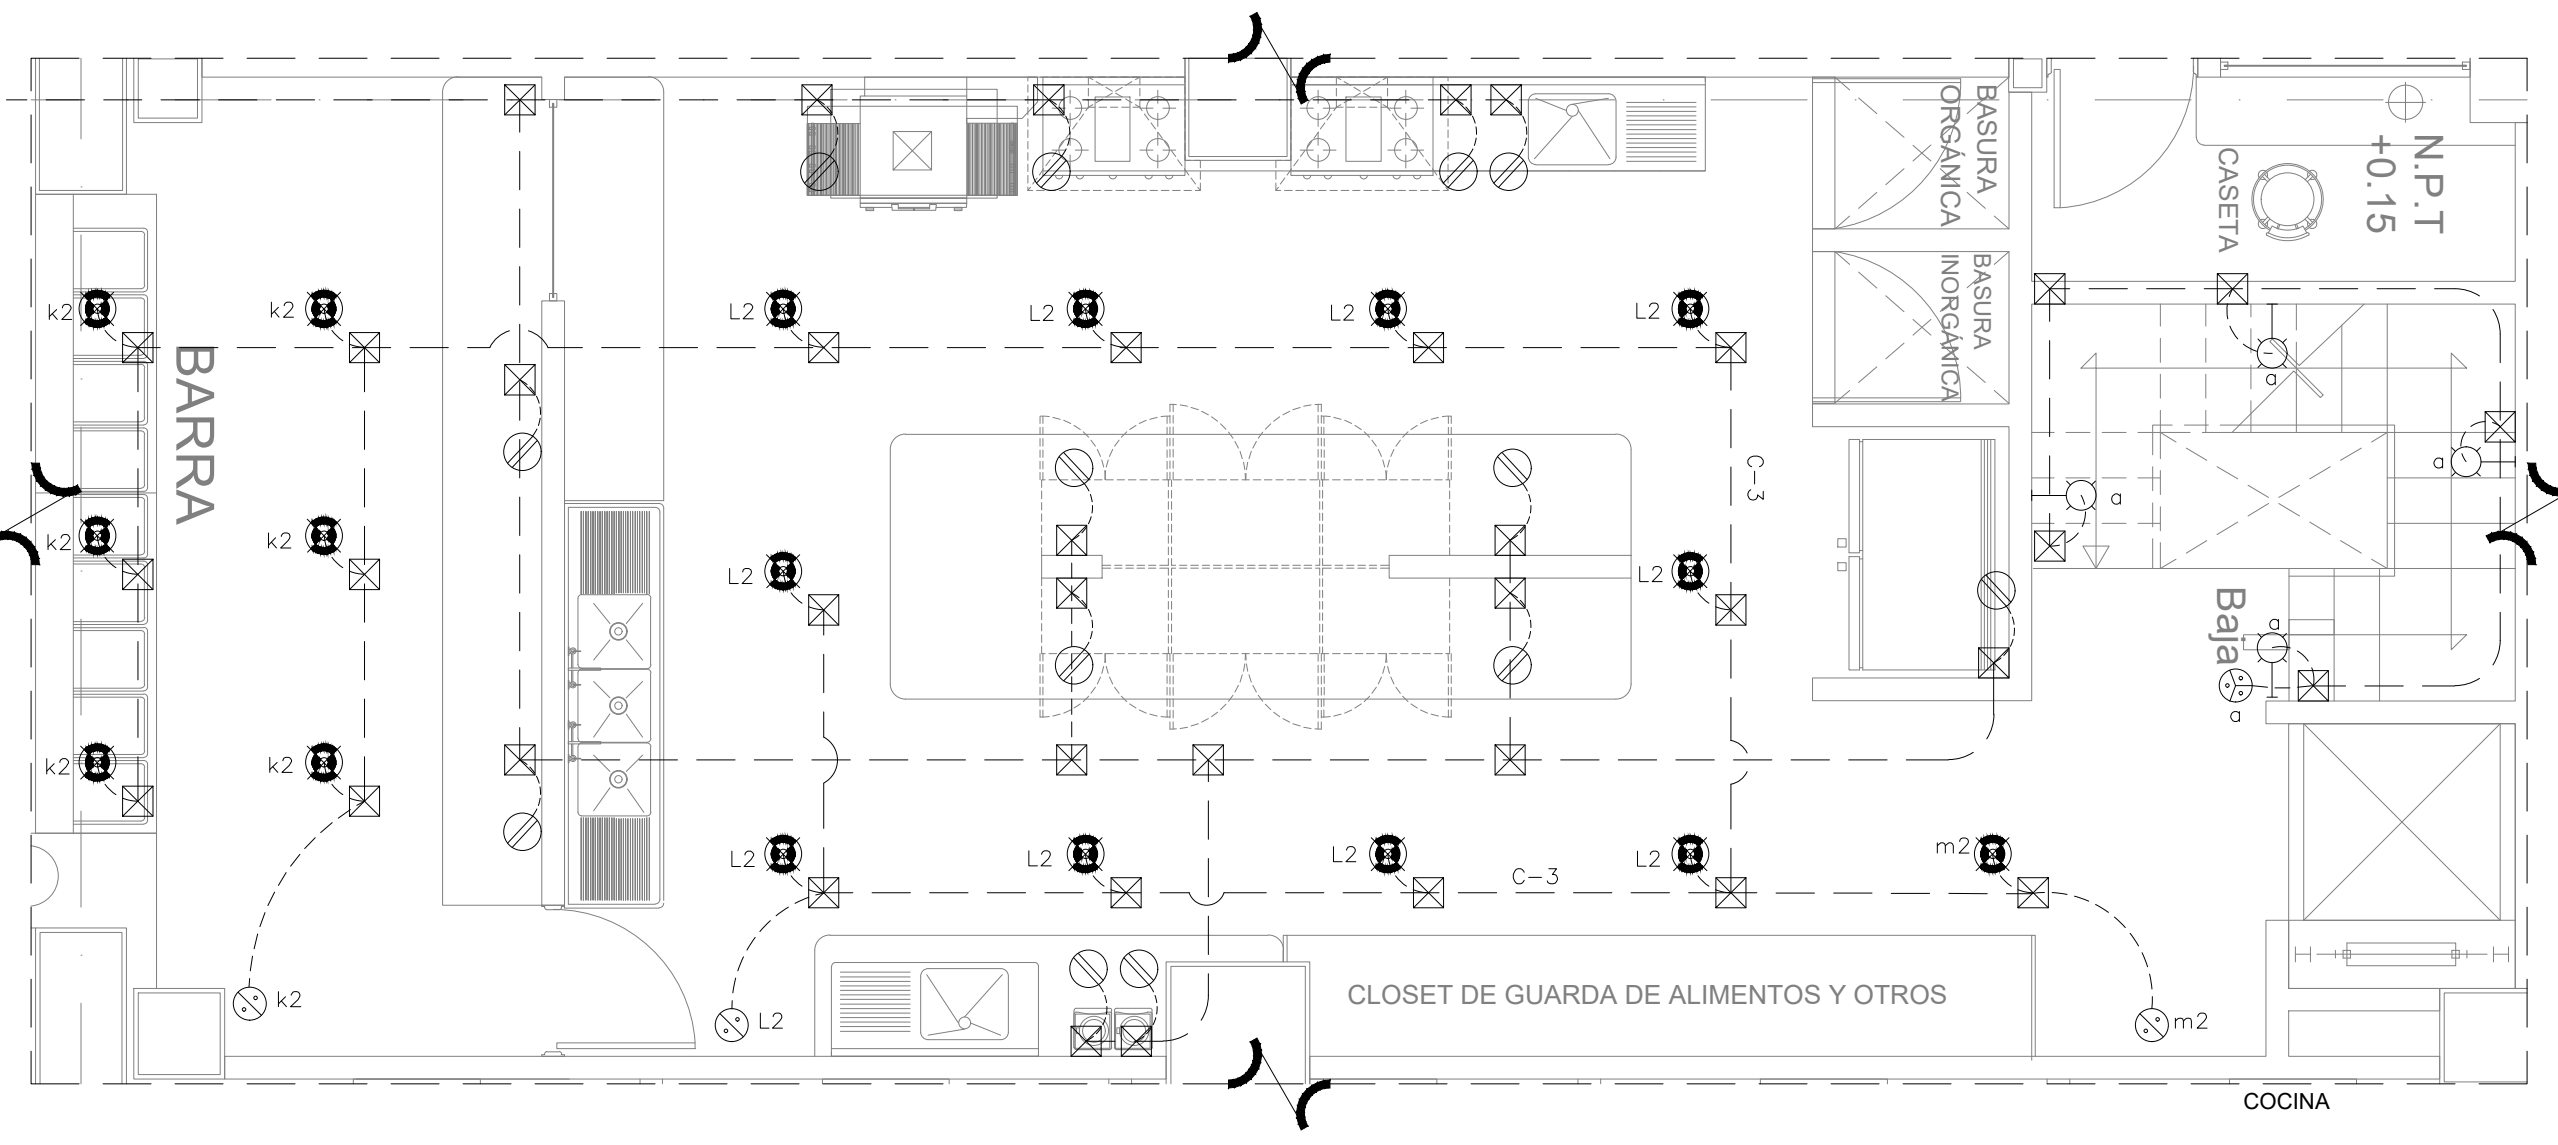 BASURA
ORGÁNICA
N.P.T
+0.15
CASETA
BASURA
INORGÁNICA
k2
k2
L2
L2
L2
L2
BARRA
a
C-3
a
a
k2
k2
L2
L2
Baja
a
a
k2
k2
L2
L2
L2
L2
m2
C-3
CLOSET DE GUARDA DE ALIMENTOS Y OTROS
k2
L2
m2
COCINA